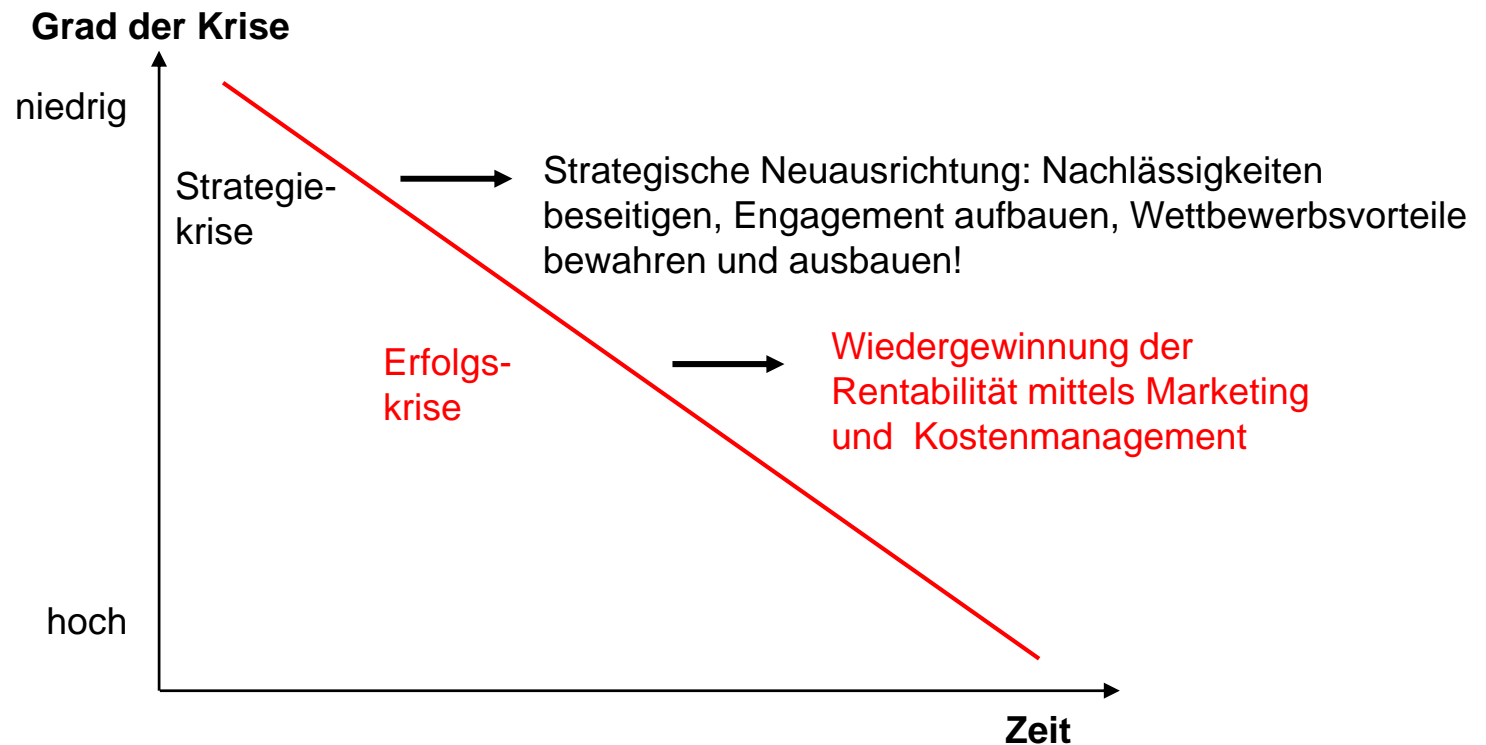 Grad der Krise
niedrig
Strategie-
krise
Strategische Neuausrichtung: Nachlässigkeiten
beseitigen, Engagement aufbauen, Wettbewerbsvorteile
bewahren und ausbauen!
Erfolgs-
krise
Wiedergewinnung der
Rentabilität mittels Marketing
und Kostenmanagement
hoch
Zeit